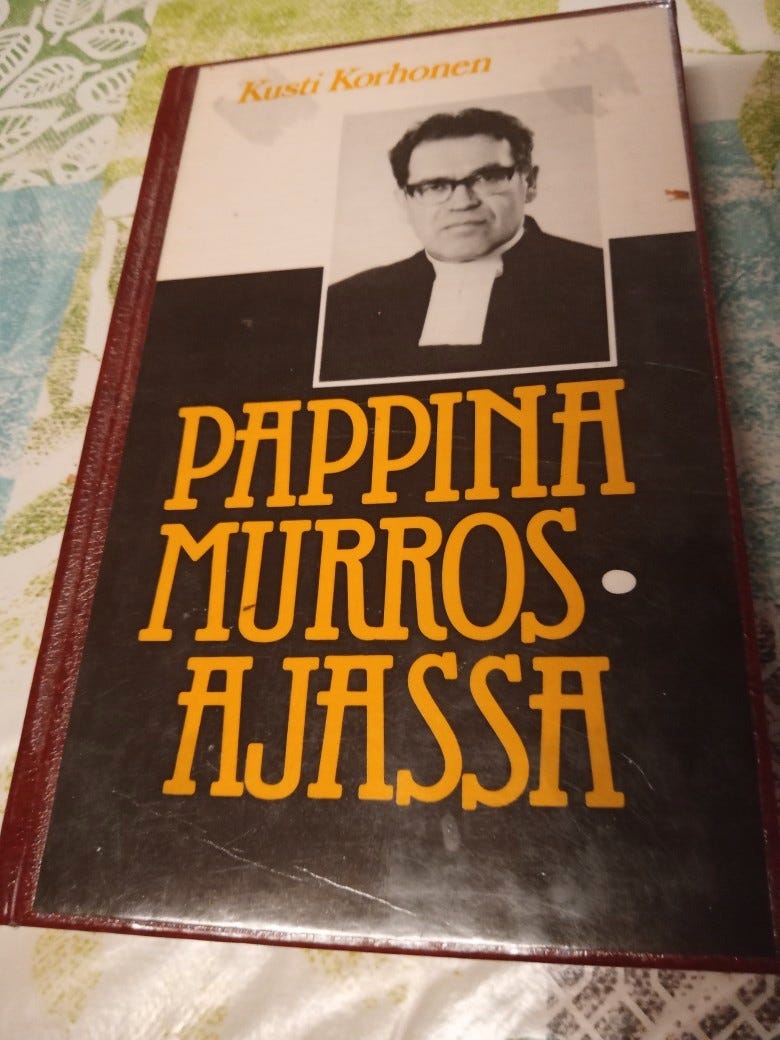 Kusti Korhonen
PAPPINA
MURROS
AJASSA